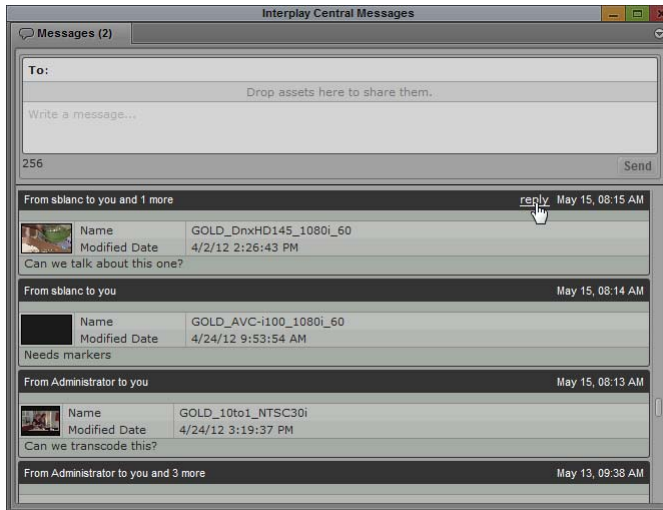 Interplay Central Messages
Messages (2)
To:
Drop assets here to share them.
Write a message...
256
Send
From sblanc to you and 1 more reply May 15, 08:15 AM
Name GOLD_DnxHD145_1080i_60
Modified Date 4/2/12 2:26:43 PM
Can we talk about this one?
From sblanc to you May 15, 08:14 AM
Name GOLD_AVC-i100_1080i_60
Modified Date 4/24/12 9:53:54 AM
Needs markers
From Administrator to you May 15, 08:13 AM
Name GOLD_10to1_NTSC30i
Modified Date 4/24/12 3:19:37 PM
Can we transcode this?
From Administrator to you and 3 more May 13, 09:38 AM